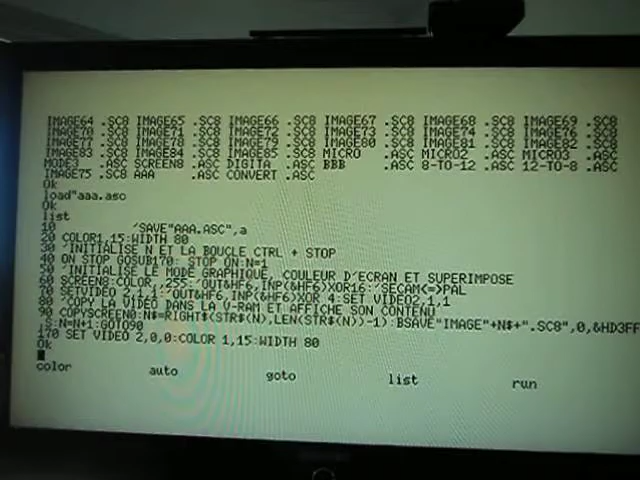 IMAGE64 .SC8 IMAGE65 .SC8 IMAGE66 .SC8 IMAGE67 .SC8 IMAGE68 .SC8 IMAGE69 .SC8
IMAGE70 .SC8 IMAGE71 .SC8 IMAGE72 .SC8 IMAGE73 .SC8 IMAGE74 .SC8 IMAGE76 .SC8
IMAGE77 .SC8 IMAGE78 .SC8 IMAGE79 .SC8 IMAGE80 .SC8 IMAGE81 .SC8 IMAGE82 .SC8
IMAGE83 .SC8 IMAGE84 .SC8 IMAGE85 .SC8 MICRO .ASC MICRO2 .ASC MICRO3 .ASC
MODE3 .ASC SCREEN8 .ASC DIGITA .ASC BBB .ASC 8-TO-12 .ASC 12-TO-8 .ASC
IMAGE75 .SC8 AAA .ASC CONVERT .ASC
Ok
load"aaa.asc
Ok
list
10 'SAVE"AAA.ASC",a
20 COLOR1,15:WIDTH 80
30 'INITIALISE N ET LA BOUCLE CTRL + STOP
40 ON STOP GOSUB170: STOP ON:N=1
50 'INITIALISE LE MODE GRAPHIQUE, COULEUR D'ECRAN ET SUPERIMPOSE
60 SCREEN8:COLOR ,255:'OUT&HF6,INP(&HF6)XOR16:'SECAM<=>PAL
70 SETVIDEO 2,1,1:'OUT&HF6,INP(&HF6)XOR 4:SET VIDEO2,1,1
80 'COPY LA VIDEO DANS LA V-RAM ET AFFICHE SON CONTENU
90 COPYSCREEN0:N$=RIGHT$(STR$(N),LEN(STR$(N))-1):BSAVE"IMAGE"+N$+".SC8",0,&HD3FF
,S:N=N+1:GOTO90
170 SET VIDEO 2,0,0:COLOR 1,15:WIDTH 80
Ok
color auto goto list run